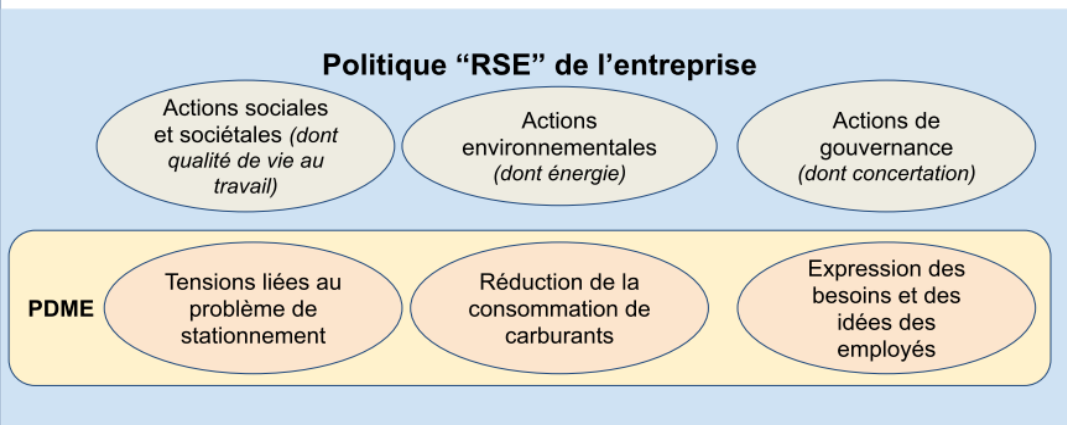 Politique “RSE” de l’entreprise
Actions sociales
et sociétales (dont
qualité de vie au
travail)
Actions
environnementales
(dont énergie)
Actions de
gouvernance
(dont concertation)
PDME
Tensions liées au
problème de
stationnement
Réduction de la
consommation de
carburants
Expression des
besoins et des
idées des
employés